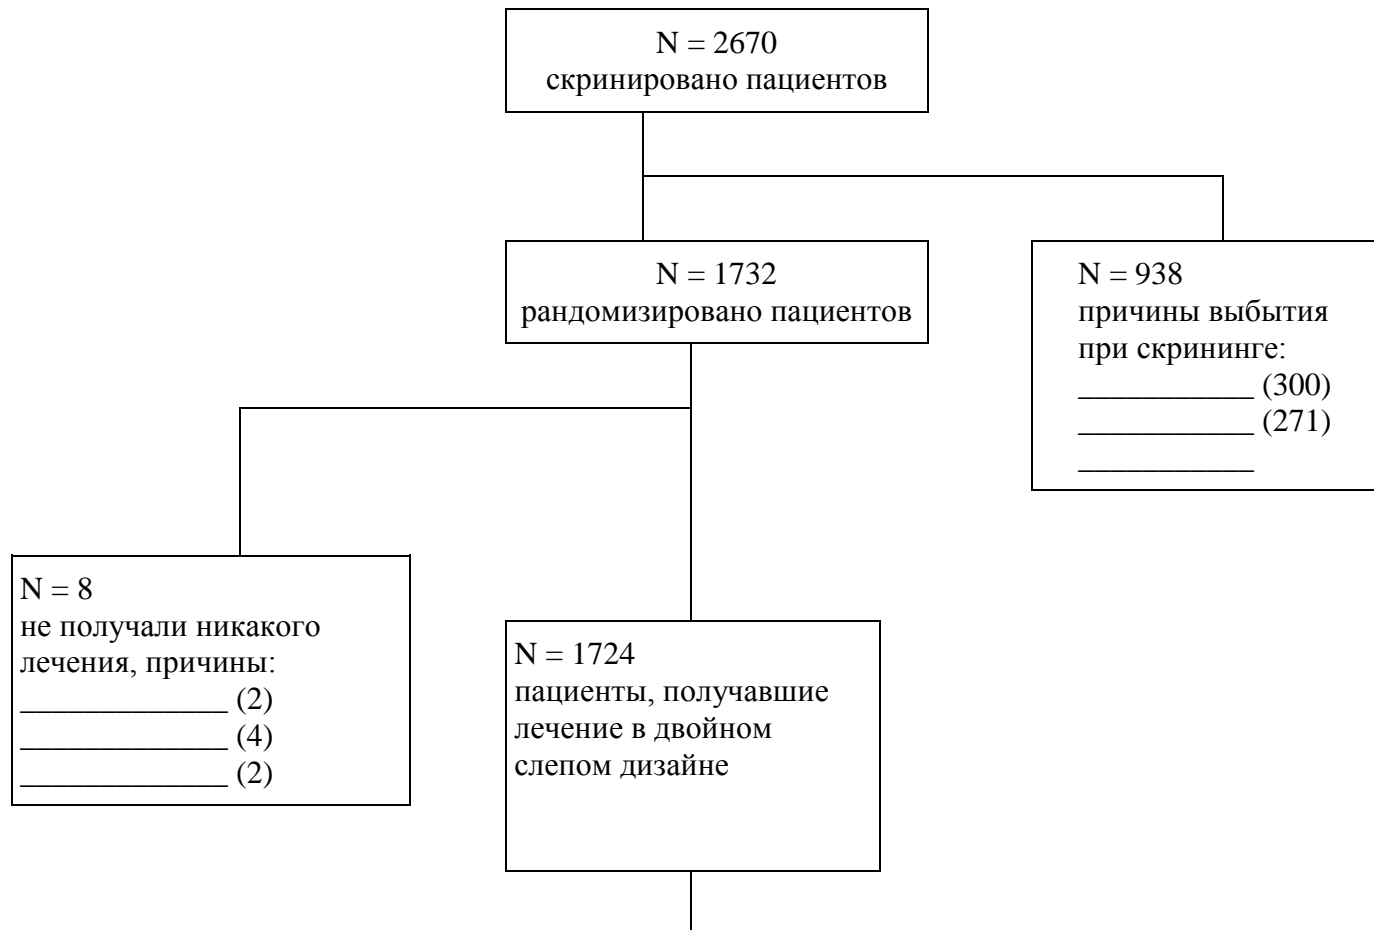 N = 2670
скринировано пациентов
N = 1732
рандомизировано пациентов
N = 938
причины выбытия
при скрининге:
___________ (300)
___________ (271)
___________
N = 8
не получали никакого
лечения, причины:
_____________ (2)
_____________ (4)
_____________ (2)
N = 1724
пациенты, получавшие
лечение в двойном
слепом дизайне